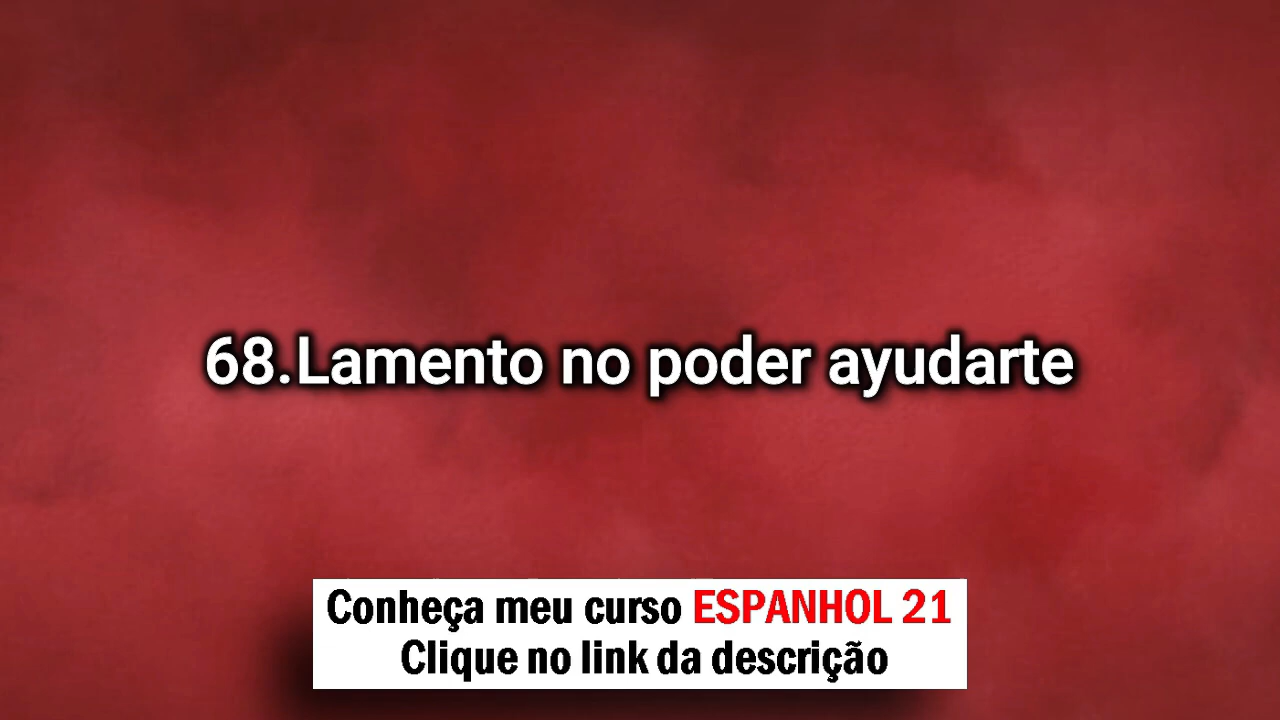 68.Lamento no poder ayudarte
Conheça meu curso ESPANHOL 21
Clique no link da descrição